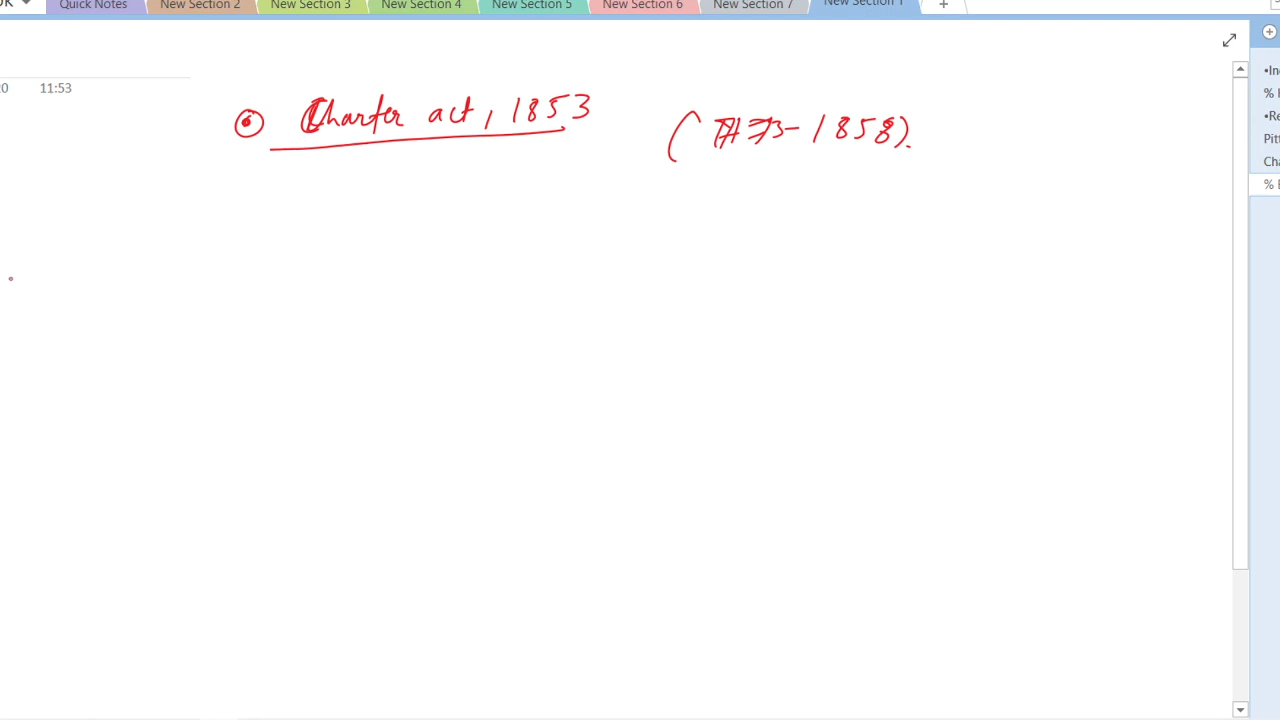 Quick Notes New Section 2 New Section 3 New Section 4 New Section 5 New Section 6 New Section 7 New Section 1 +
11:53
Charter act, 1853 (1773-1858).